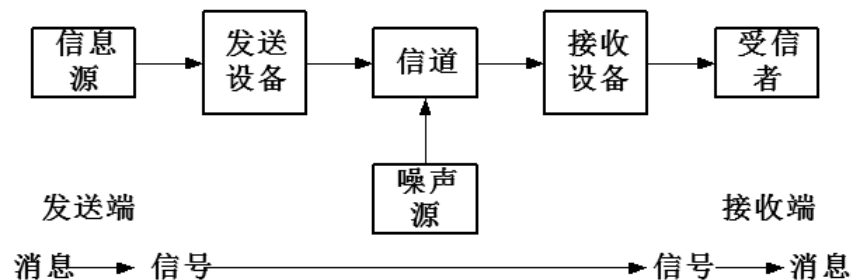 信息源
发送设备
信道
接收设备
受信者
噪声源
发送端
接收端
消息 信号 信号 消息